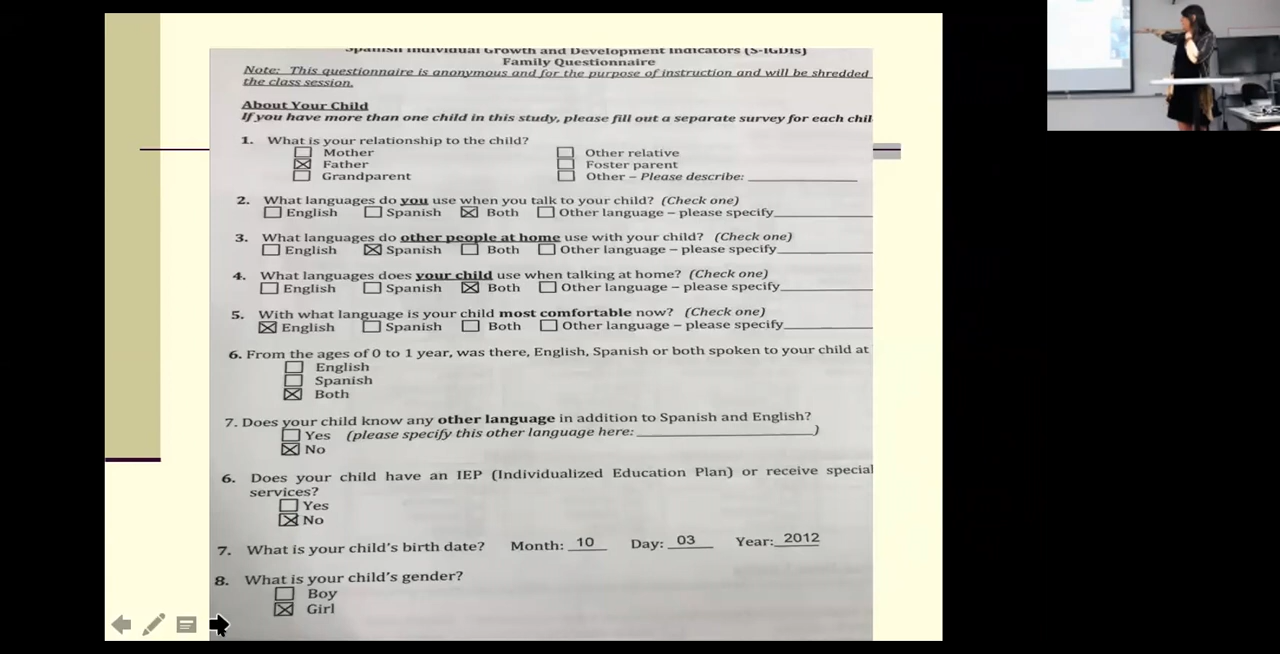 Spanish Individual Growth and Development Indicators (S-IGDIs)
Family Questionnaire
Note: This questionnaire is anonymous and for the purpose of instruction and will be shredded
the class session.
About Your Child
If you have more than one child in this study, please fill out a separate survey for each chil
1. What is your relationship to the child?
☐ Mother ☐ Other relative
☒ Father ☐ Foster parent
☐ Grandparent ☐ Other – Please describe: ____________
2. What languages do you use when you talk to your child? (Check one)
☐ English ☐ Spanish ☒ Both ☐ Other language – please specify____________
3. What languages do other people at home use with your child? (Check one)
☐ English ☒ Spanish ☐ Both ☐ Other language – please specify____________
4. What languages does your child use when talking at home? (Check one)
☐ English ☐ Spanish ☒ Both ☐ Other language – please specify____________
5. With what language is your child most comfortable now? (Check one)
☒ English ☐ Spanish ☐ Both ☐ Other language – please specify____________
6. From the ages of 0 to 1 year, was there, English, Spanish or both spoken to your child at
☐ English
☐ Spanish
☒ Both
7. Does your child know any other language in addition to Spanish and English?
☐ Yes (please specify this other language here: ____________)
☒ No
6. Does your child have an IEP (Individualized Education Plan) or receive special
services?
☐ Yes
☒ No
7. What is your child's birth date? Month: 10 Day: 03 Year: 2012
8. What is your child's gender?
☐ Boy
☒ Girl